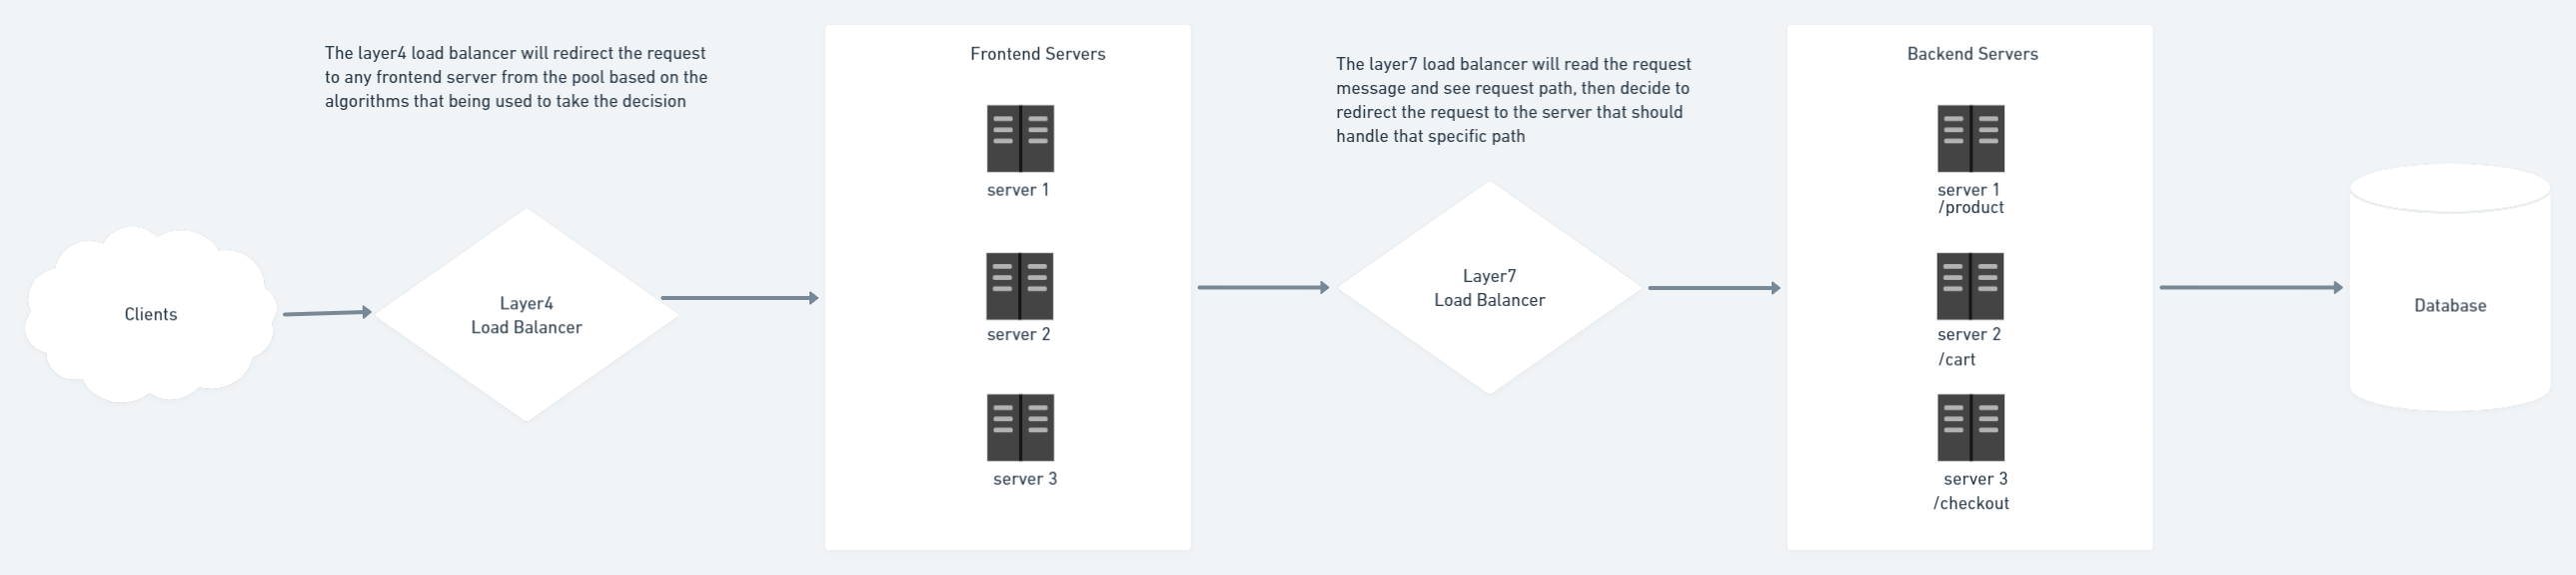 The layer4 load balancer will redirect the request
to any frontend server from the pool based on the
algorithms that being used to take the decision
Clients
Layer4
Load Balancer
Frontend Servers
server 1
server 2
server 3
The layer7 load balancer will read the request
message and see request path, then decide to
redirect the request to the server that should
handle that specific path
Layer7
Load Balancer
Backend Servers
server 1
/product
server 2
/cart
server 3
/checkout
Database